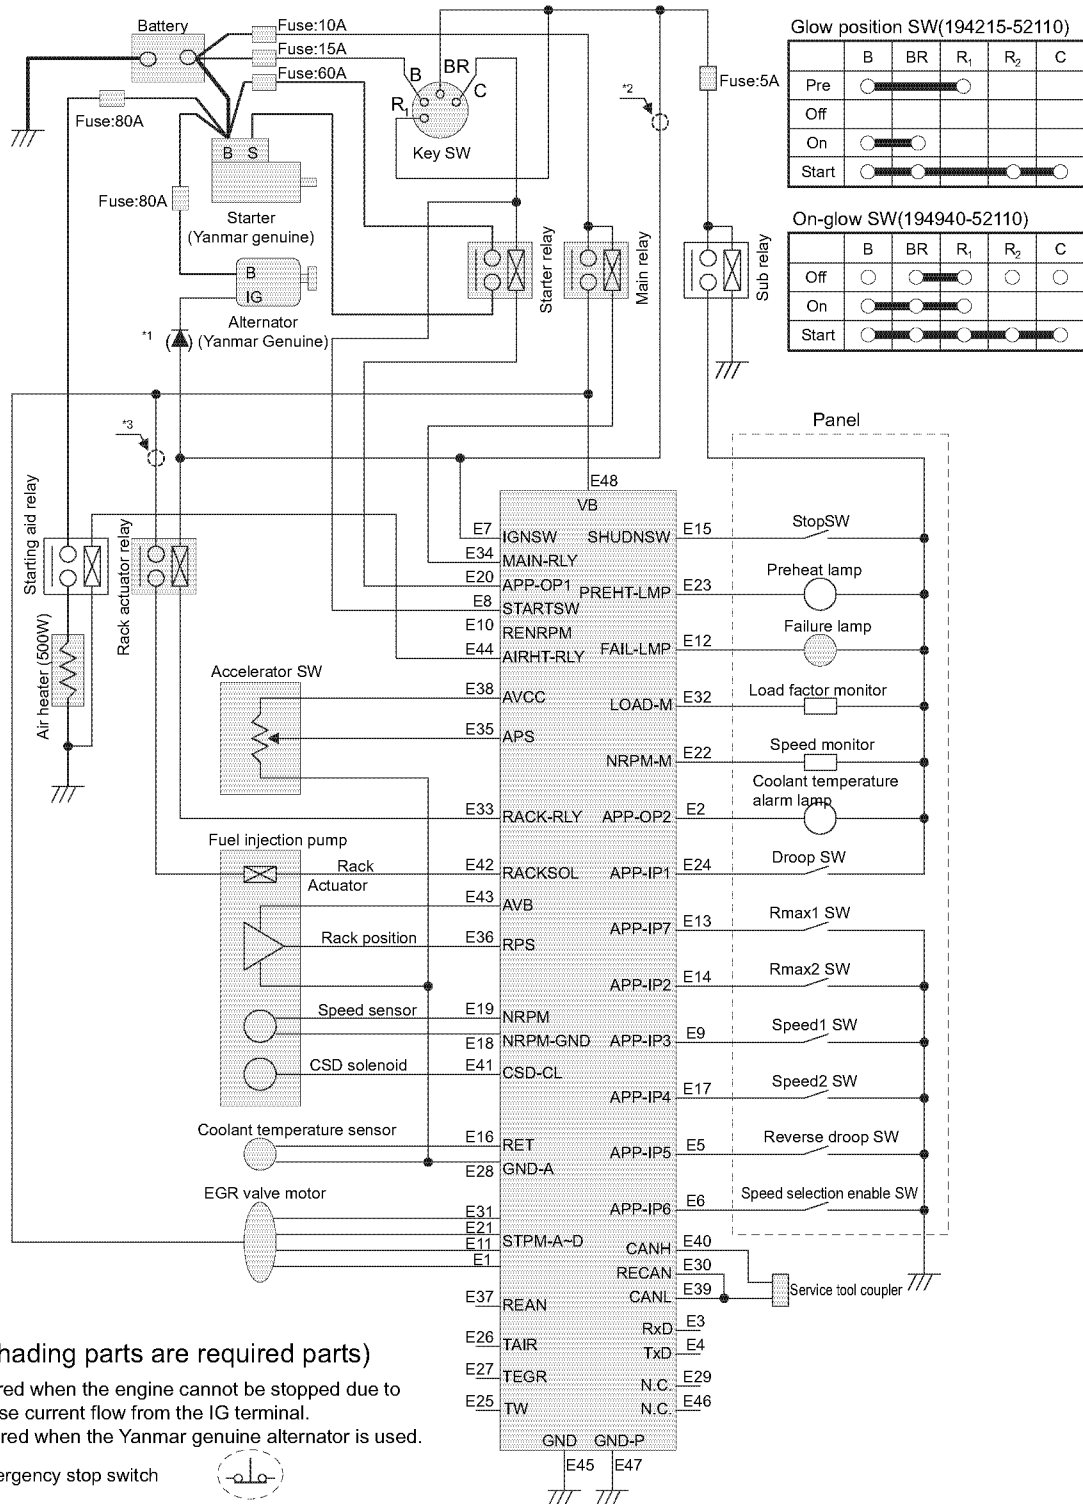 Battery
Fuse:10A
Fuse:15A
Fuse:60A
Fuse:80A
B S
Fuse:80A
Starter
(Yanmar genuine)
B
IG
Alternator
(Yanmar Genuine)
*1
B
BR
C
R1
Key SW
*2
Fuse:5A
Starter relay
Main relay
Sub relay
Glow position SW(194215-52110)
B BR R1 R2 C
Pre
Off
On
Start
On-glow SW(194940-52110)
B BR R1 R2 C
Off
On
Start
*3
Starting aid relay
Rack actuator relay
Air heater (500W)
Panel
E48
VB
E7 IGNSW
E34 MAIN-RLY
E20 APP-OP1
E8 STARTSW
E10 RENRPM
E44 AIRHT-RLY
Accelerator SW
E38 AVCC
E35 APS
E33 RACK-RLY
Fuel injection pump
Rack
Actuator
E42 RACKSOL
E43 AVB
Rack position E36 RPS
Speed sensor E19 NRPM
E18 NRPM-GND
CSD solenoid E41 CSD-CL
Coolant temperature sensor
E16 RET
E28 GND-A
EGR valve motor
E31
E21
E11
E1
STPM-A~D
E37 REAN
E26 TAIR
E27 TEGR
E25 TW
SHUDNSW E15 StopSW
PREHT-LMP E23 Preheat lamp
FAIL-LMP E12 Failure lamp
LOAD-M E32 Load factor monitor
NRPM-M E22 Speed monitor
APP-OP2 E2 Coolant temperature
alarm lamp
APP-IP1 E24 Droop SW
APP-IP7 E13 Rmax1 SW
APP-IP2 E14 Rmax2 SW
APP-IP3 E9 Speed1 SW
APP-IP4 E17 Speed2 SW
APP-IP5 E5 Reverse droop SW
APP-IP6 E6 Speed selection enable SW
CANH E40
RECAN E30
CANL E39
Service tool coupler
RxD E3
TxD E4
N.C. E29
N.C. E46
GND GND-P
E45 E47
hading parts are required parts)
red when the engine cannot be stopped due to
se current flow from the IG terminal.
red when the Yanmar genuine alternator is used.
ergency stop switch